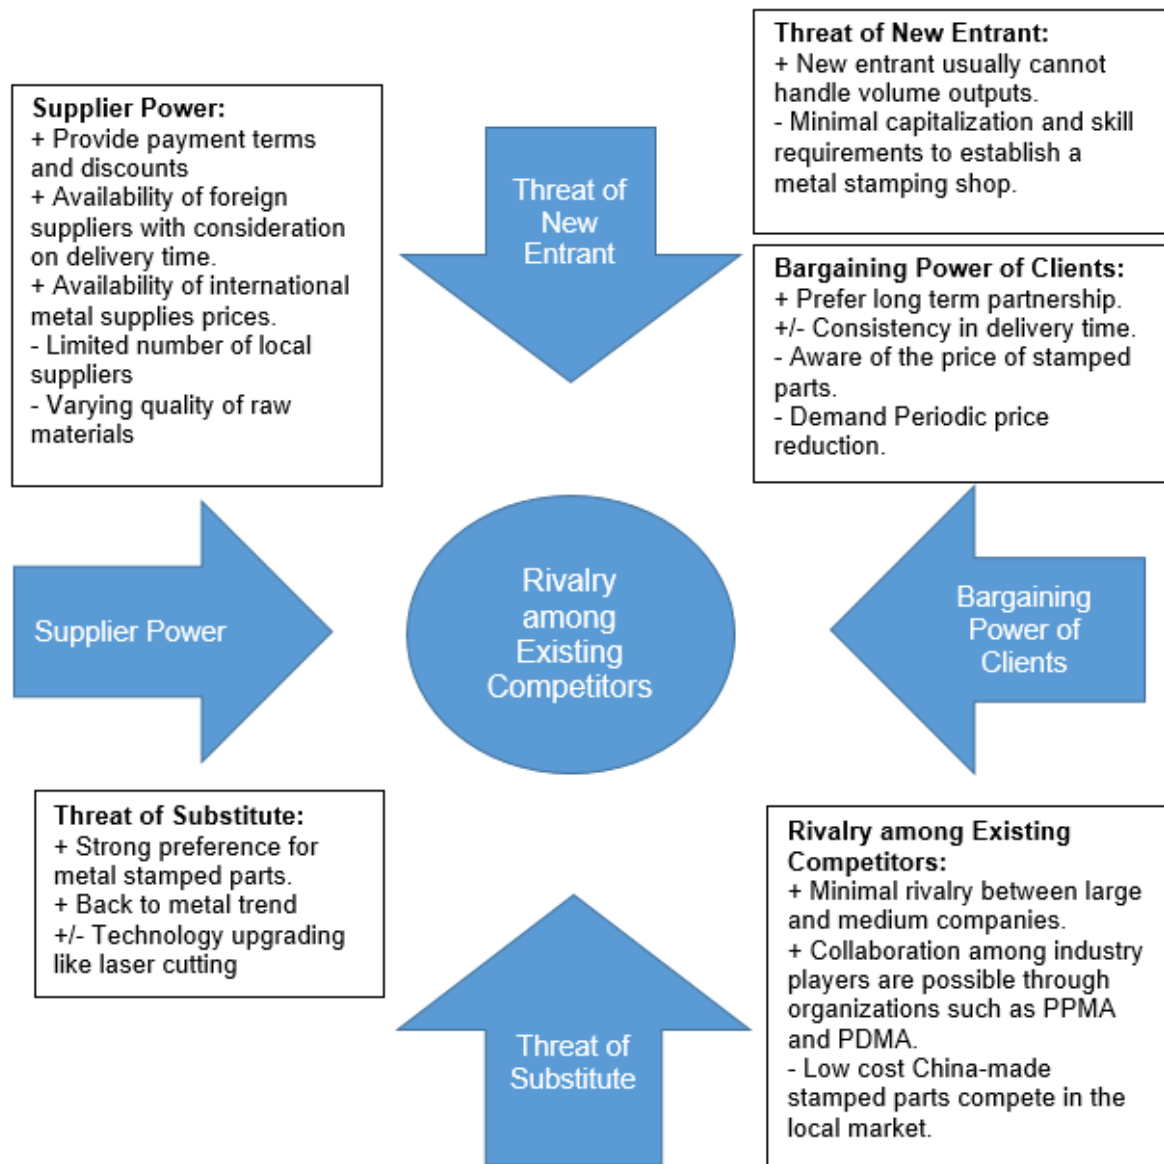 Supplier Power:
+ Provide payment terms
and discounts
+ Availability of foreign
suppliers with consideration
on delivery time.
+ Availability of international
metal supplies prices.
- Limited number of local
suppliers
- Varying quality of raw
materials
Threat of
New
Entrant
Threat of New Entrant:
+ New entrant usually cannot
handle volume outputs.
- Minimal capitalization and skill
requirements to establish a
metal stamping shop.
Bargaining Power of Clients:
+ Prefer long term partnership.
+/- Consistency in delivery time.
- Aware of the price of stamped
parts.
- Demand Periodic price
reduction.
Supplier Power
Rivalry
among
Existing
Competitors
Bargaining
Power of
Clients
Threat of Substitute:
+ Strong preference for
metal stamped parts.
+ Back to metal trend
+/- Technology upgrading
like laser cutting
Threat of
Substitute
Rivalry among Existing
Competitors:
+ Minimal rivalry between large
and medium companies.
+ Collaboration among industry
players are possible through
organizations such as PPMA
and PDMA.
- Low cost China-made
stamped parts compete in the
local market.